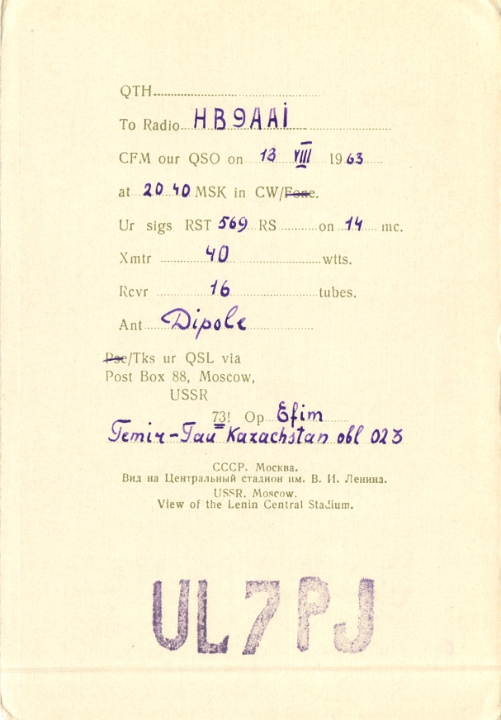 QTH
To Radio HB9AAI
CFM our QSO on 13 VIII 1963
at 20 40 MSK in CW/Fone.
Ur sigs RST 569 RS on 14 mc.
Xmtr 40 wtts.
Rcvr 16 tubes.
Ant Dipole
Pse/Tks ur QSL via
Post Box 88, Moscow,
USSR
73! Op Efim
Temir-Tau Kazachstan obl 023
СССР. Москва.
Вид на Центральный стадион им. В. И. Ленина.
USSR. Moscow.
View of the Lenin Central Stadium.
UL7PJ